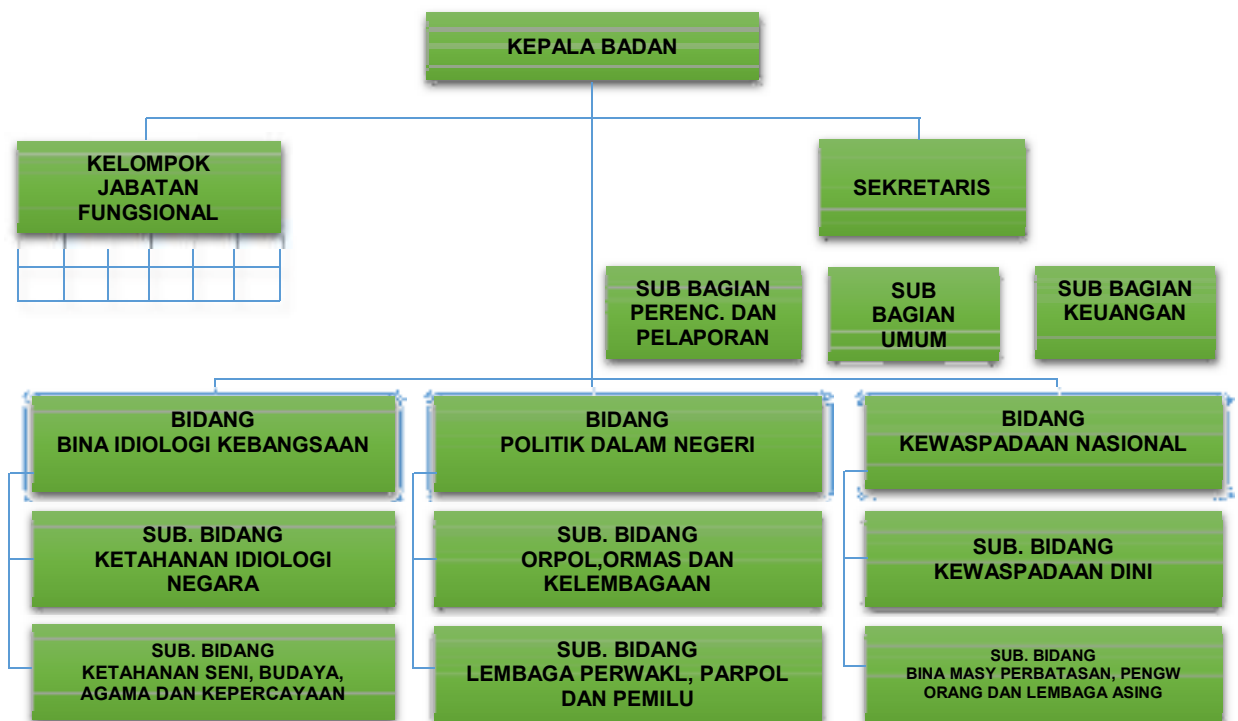 KEPALA BADAN
KELOMPOK
JABATAN
FUNGSIONAL
SEKRETARIS
SUB BAGIAN
PERENC. DAN
PELAPORAN
SUB
BAGIAN
UMUM
SUB BAGIAN
KEUANGAN
BIDANG
BINA IDIOLOGI KEBANGSAAN
BIDANG
POLITIK DALAM NEGERI
BIDANG
KEWASPADAAN NASIONAL
SUB. BIDANG
KETAHANAN IDIOLOGI
NEGARA
SUB. BIDANG
ORPOL,ORMAS DAN
KELEMBAGAAN
SUB. BIDANG
KEWASPADAAN DINI
SUB. BIDANG
KETAHANAN SENI, BUDAYA,
AGAMA DAN KEPERCAYAAN
SUB. BIDANG
LEMBAGA PERWAKL, PARPOL
DAN PEMILU
SUB. BIDANG
BINA MASY PERBATASAN, PENGW
ORANG DAN LEMBAGA ASING